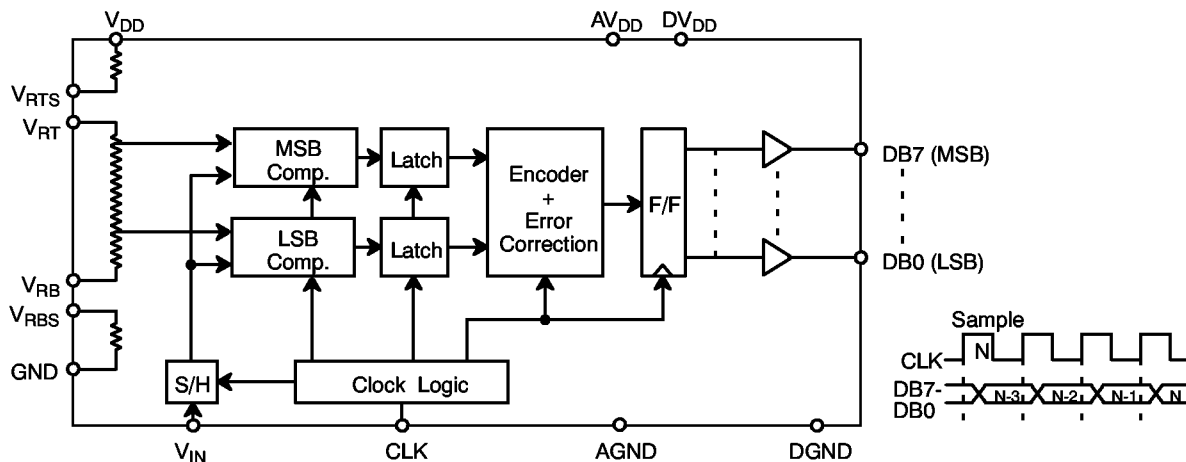 VDD
AVDD
DVDD
VRTS
VRT
VRB
VRBS
GND
MSB
Comp.
Latch
LSB
Comp.
Latch
Encoder
+
Error
Correction
F/F
DB7 (MSB)
DB0 (LSB)
S/H
Clock Logic
VIN
CLK
AGND
DGND
Sample
CLK
N
DB7-
DB0
N-3
N-2
N-1
N